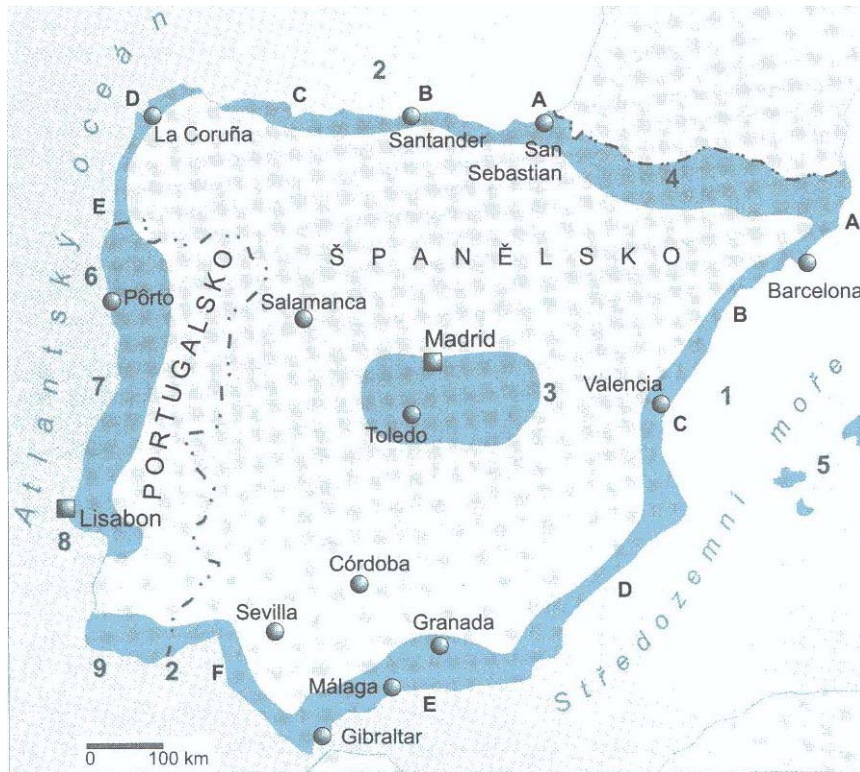 Atlantský oceán
2
D
C
B
A
La Coruña
Santander
San
Sebastian
4
E
A
ŠPANĚLSKO
6
Pôrto
PORTUGALSKO
Salamanca
Barcelona
B
Madrid
7
3
Valencia
1
Toledo
C
Středozemní moře
5
Lisabon
8
Córdoba
D
Sevilla
Granada
9
2
F
Málaga
E
Gibraltar
0 100 km